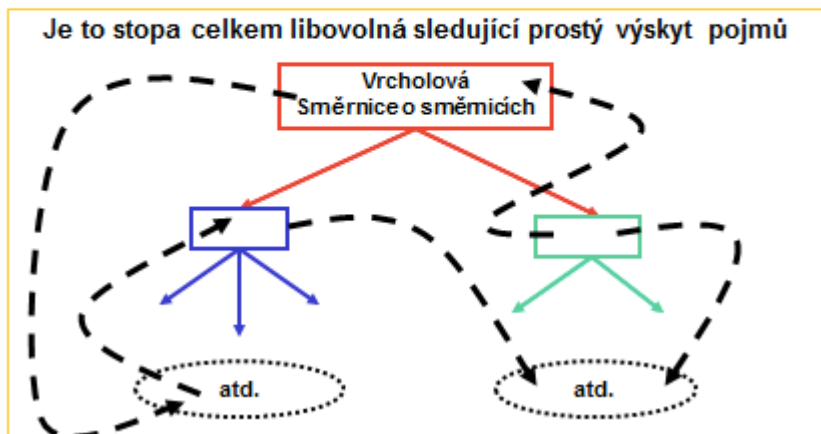 Je to stopa celkem libovolná sledující prostý výskyt pojmů
Vrcholová
Směrnice o směrnicích
atd.
atd.